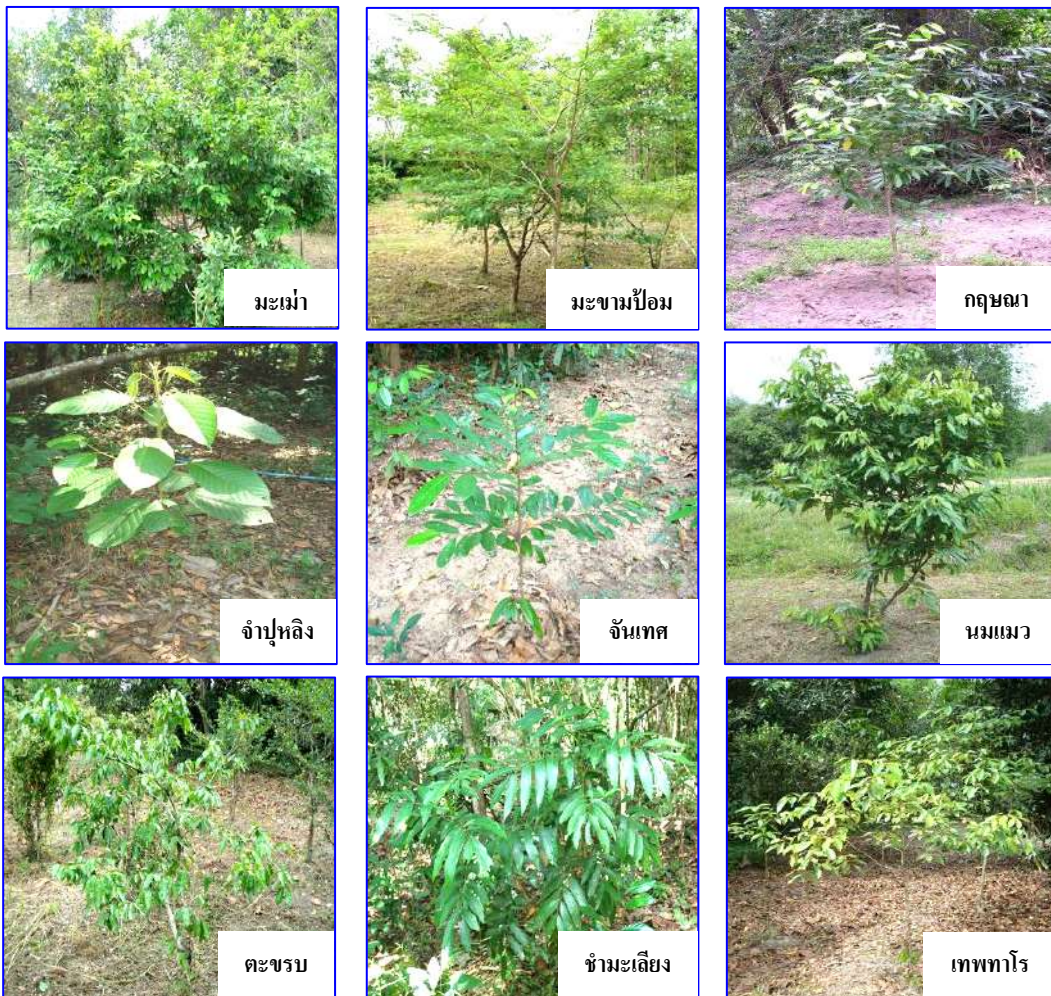 มะเม่า
มะขามป้อม
กฤษณา
จำปุหลิง
จันเทศ
นมแมว
ตะขรบ
ชำมะเลียง
เทพทาโร